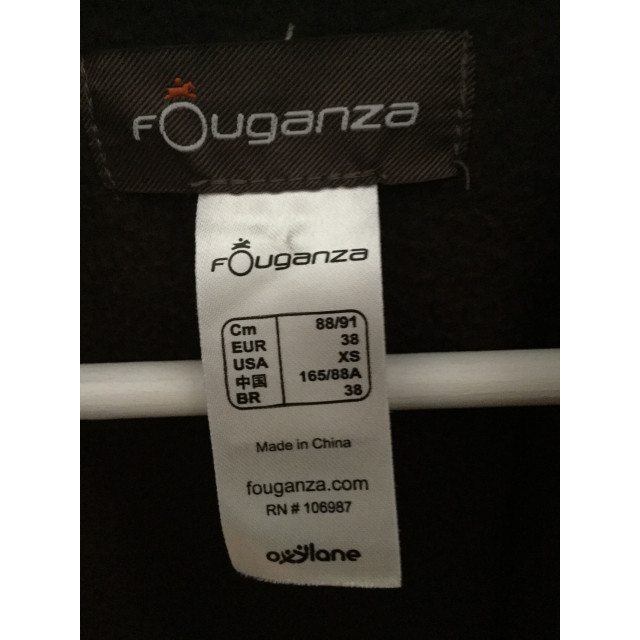 fOuganza
fOuganza
Cm 88/91
EUR 38
USA XS
中国 165/88A
BR 38
Made in China
fouganza.com
RN # 106987
oxylane